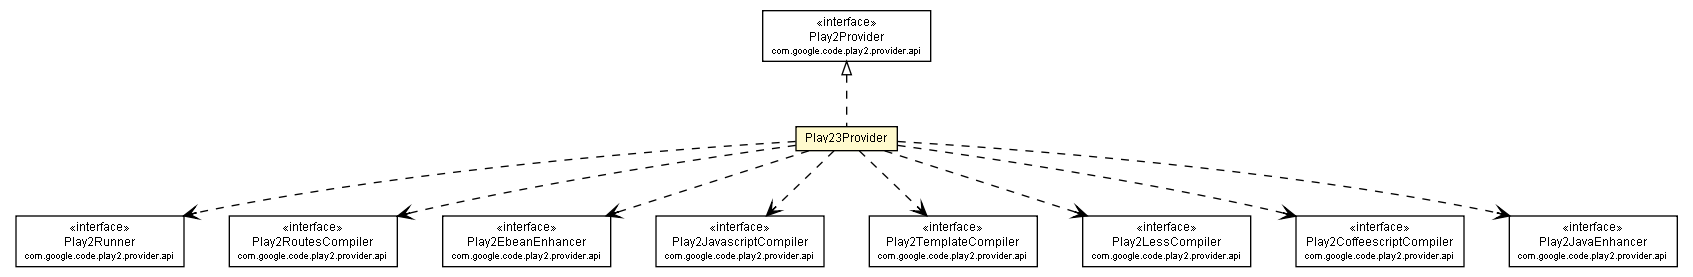 «interface»
Play2Provider
com.google.code.play2.provider.api
Play23Provider
«interface»
Play2Runner
com.google.code.play2.provider.api
«interface»
Play2RoutesCompiler
com.google.code.play2.provider.api
«interface»
Play2EbeanEnhancer
com.google.code.play2.provider.api
«interface»
Play2JavascriptCompiler
com.google.code.play2.provider.api
«interface»
Play2TemplateCompiler
com.google.code.play2.provider.api
«interface»
Play2LessCompiler
com.google.code.play2.provider.api
«interface»
Play2CoffeescriptCompiler
com.google.code.play2.provider.api
«interface»
Play2JavaEnhancer
com.google.code.play2.provider.api